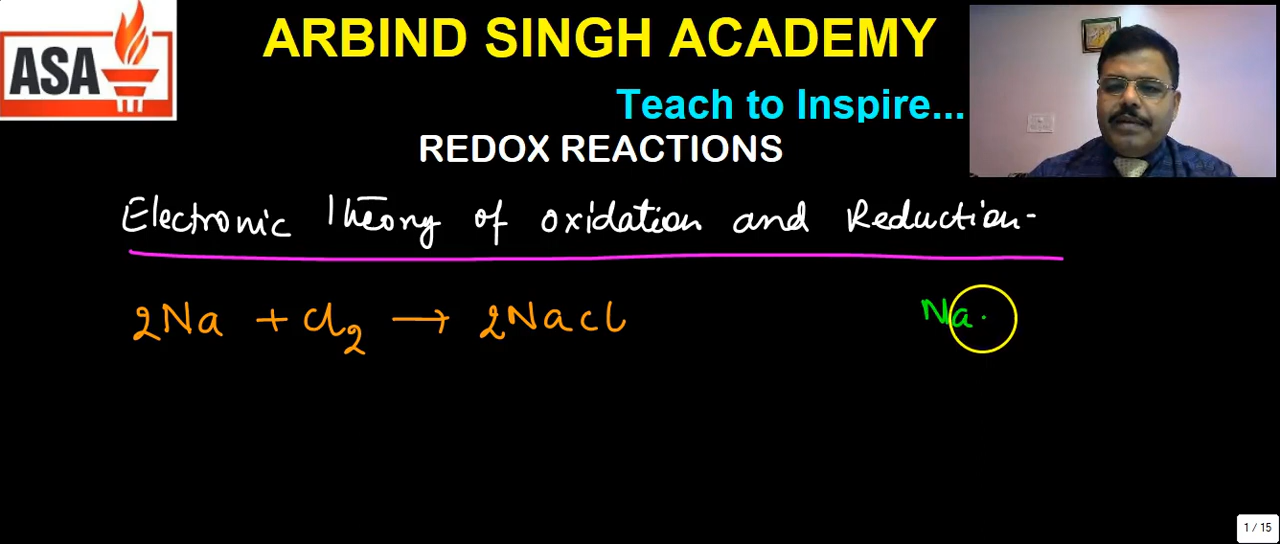 ASA
ARBIND SINGH ACADEMY
Teach to Inspire...
REDOX REACTIONS
Electronic Theory of oxidation and Reduction-
2Na + Cl₂ → 2NaCl
Na·
1 / 15